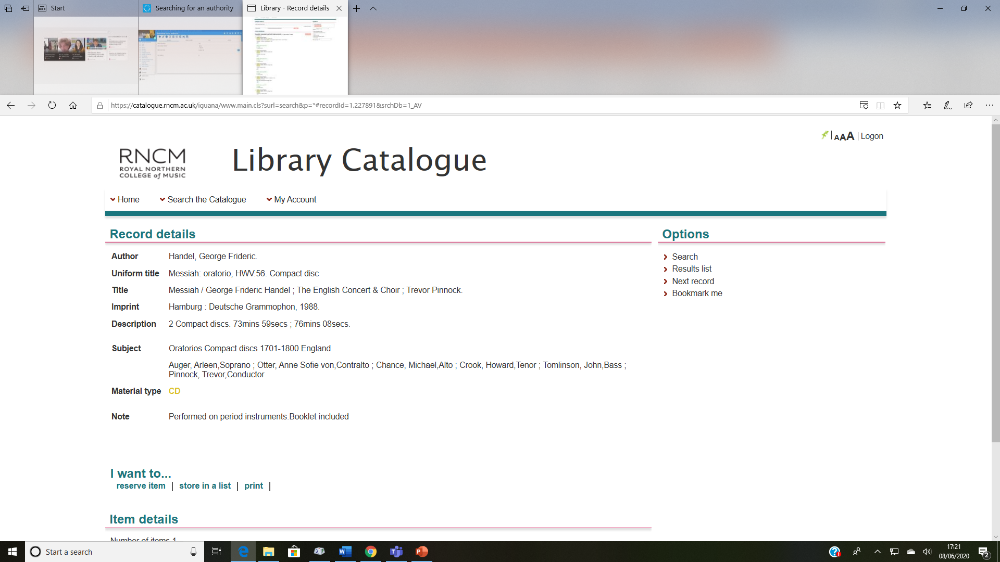 Start
Searching for an authority
Library - Record details
https://catalogue.rncm.ac.uk/iguana/www.main.cls?surl=search&p=*#recordId=1.227891&srchDb=1_AV
AAA | Logon
RNCM
ROYAL NORTHERN
COLLEGE of MUSIC
Library Catalogue
Home
Search the Catalogue
My Account
Record details
Author Handel, George Frideric.
Uniform title Messiah: oratorio, HWV.56. Compact disc
Title Messiah / George Frideric Handel ; The English Concert & Choir ; Trevor Pinnock.
Imprint Hamburg : Deutsche Grammophon, 1988.
Description 2 Compact discs. 73mins 59secs ; 76mins 08secs.
Subject Oratorios Compact discs 1701-1800 England
Auger, Arleen,Soprano ; Otter, Anne Sofie von,Contralto ; Chance, Michael,Alto ; Crook, Howard,Tenor ; Tomlinson, John,Bass ;
Pinnock, Trevor,Conductor
Material type CD
Note Performed on period instruments.Booklet included
Options
Search
Results list
Next record
Bookmark me
I want to...
reserve item | store in a list | print |
Item details
Number of items 1
Start a search
17:21
08/06/2020
2